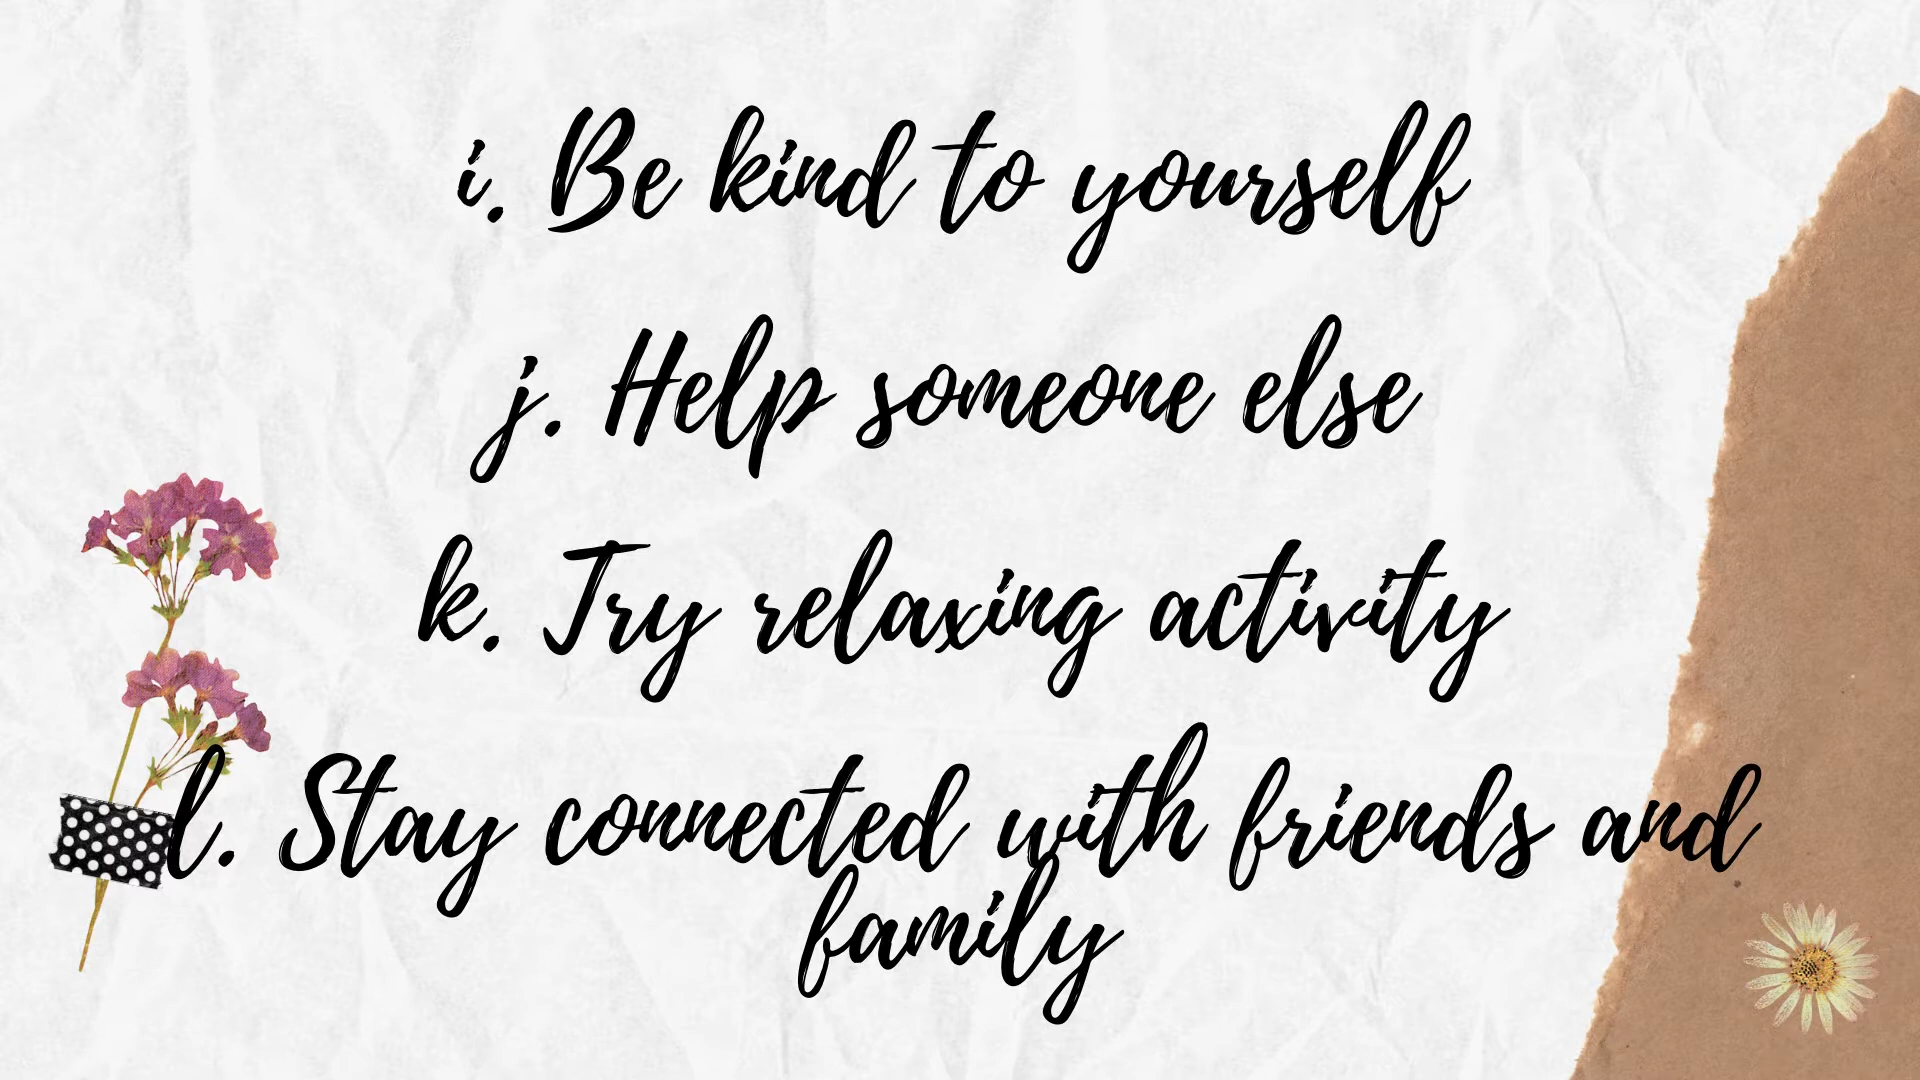 i. Be kind to yourself
j. Help someone else
k. Try relaxing activity
l. Stay connected with friends and
family